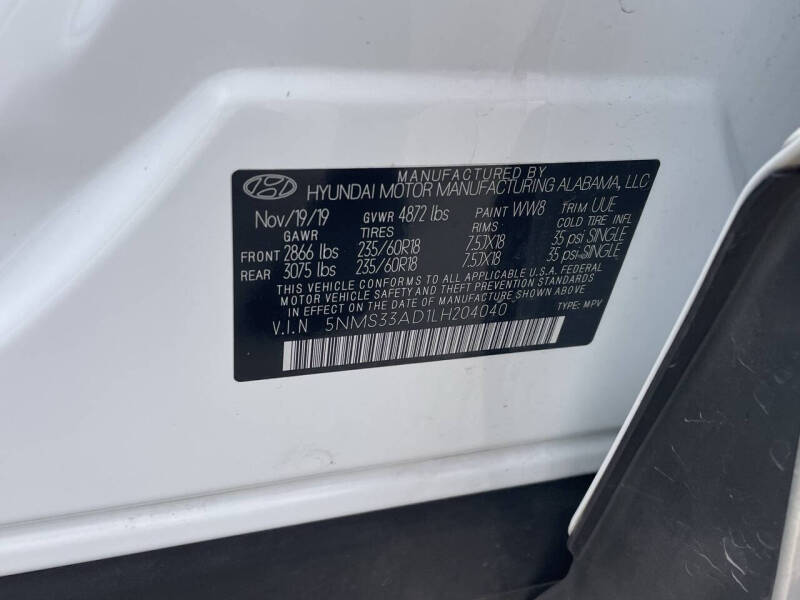 MANUFACTURED BY
HYUNDAI MOTOR MANUFACTURING ALABAMA, LLC
Nov/19/19 GVWR 4872 lbs PAINT WW8 TRIM UUE
GAWR TIRES RIMS COLD TIRE INFL
FRONT 2866 lbs 235/60R18 7.5JX18 35 psi SINGLE
REAR 3075 lbs 235/60R18 7.5JX18 35 psi SINGLE
THIS VEHICLE CONFORMS TO ALL APPLICABLE U.S.A. FEDERAL
MOTOR VEHICLE SAFETY AND THEFT PREVENTION STANDARDS
IN EFFECT ON THE DATE OF MANUFACTURE SHOWN ABOVE.
V.I.N 5NMS33AD1LH204040 TYPE: MPV